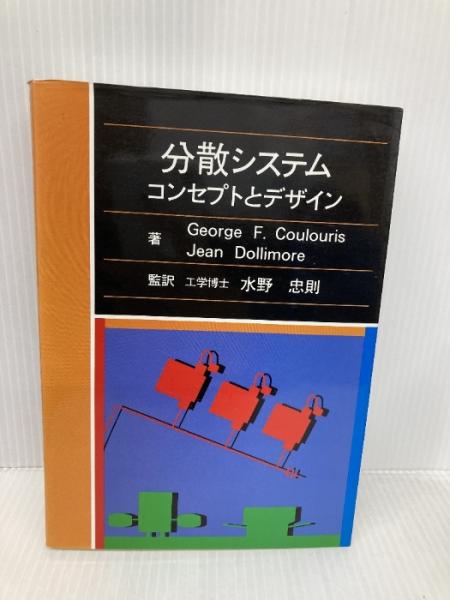 分散システム
コンセプトとデザイン
著 George F. Coulouris
Jean Dollimore
監訳 工学博士 水野 忠則